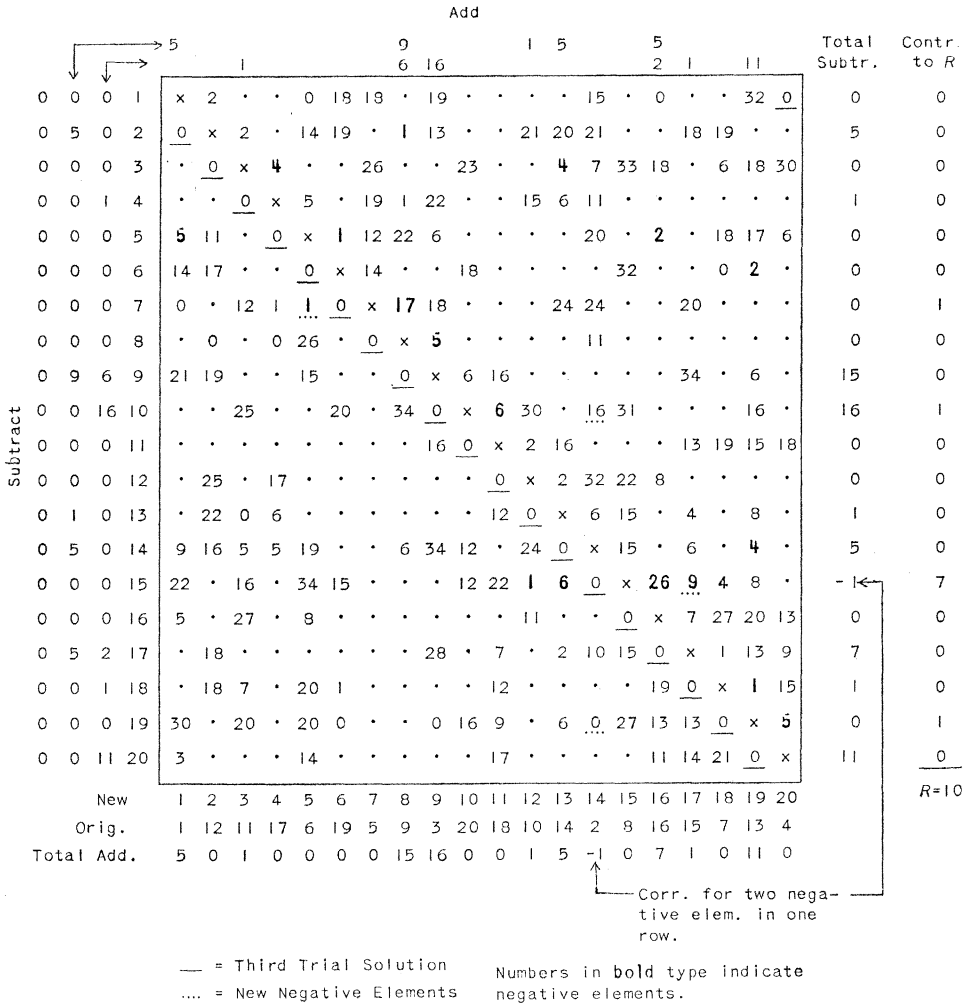 Add
5 9 1 5 5 Total Contr.
1 6 16 2 1 11 Subtr. to R
0 0 0 1 × 2 · · 0 18 18 · 19 · · · · 15 · 0 · · 32 0 0 0
0 5 0 2 0 × 2 · 14 19 · 1 13 · · 21 20 21 · · 18 19 · · 5 0
0 0 0 3 · 0 × 4 · · 26 · · 23 · · 4 7 33 18 · 6 18 30 0 0
0 0 1 4 · · 0 × 5 · 19 1 22 · · 15 6 11 · · · · · · 1 0
0 0 0 5 5 11 · 0 × 1 12 22 6 · · · · 20 · 2 · 18 17 6 0 0
0 0 0 6 14 17 · · 0 × 14 · · 18 · · · · 32 · · 0 2 · 0 0
0 0 0 7 0 · 12 1 1 0 × 17 18 · · · 24 24 · · 20 · · · 0 1
0 0 0 8 · 0 · 0 26 · 0 × 5 · · · · 11 · · · · · · 0 0
0 9 6 9 21 19 · · 15 · · 0 × 6 16 · · · · · 34 · 6 · 15 0
0 0 16 10 · · 25 · · 20 · 34 0 × 6 30 · 16 31 · · · 16 · 16 1
0 0 0 11 · · · · · · · · 16 0 × 2 16 · · · 13 19 15 18 0 0
0 0 0 12 · 25 · 17 · · · · · · 0 × 2 32 22 8 · · · · 0 0
0 1 0 13 · 22 0 6 · · · · · · 12 0 × 6 15 · 4 · 8 · 1 0
0 5 0 14 9 16 5 5 19 · · 6 34 12 · 24 0 × 15 · 6 · 4 · 5 0
0 0 0 15 22 · 16 · 34 15 · · · 12 22 1 6 0 × 26 9 4 8 · -1 7
0 0 0 16 5 · 27 · 8 · · · · · · 11 · · 0 × 7 27 20 13 0 0
0 5 2 17 · 18 · · · · · · 28 · 7 · 2 10 15 0 × 1 13 9 7 0
0 0 1 18 · 18 7 · 20 1 · · · · 12 · · · · 19 0 × 1 15 1 0
0 0 0 19 30 · 20 · 20 0 · · 0 16 9 · 6 0 27 13 13 0 × 5 0 1
0 0 11 20 3 · · · 14 · · · · · 17 · · · · 11 14 21 0 × 11 0
Subtract
R=10
New 1 2 3 4 5 6 7 8 9 10 11 12 13 14 15 16 17 18 19 20
Orig. 1 12 11 17 6 19 5 9 3 20 18 10 14 2 8 16 15 7 13 4
Total Add. 5 0 1 0 0 0 0 15 16 0 0 1 5 -1 0 7 1 0 11 0
Corr. for two nega-
tive elem. in one
row.
__ = Third Trial Solution
.... = New Negative Elements
Numbers in bold type indicate
negative elements.